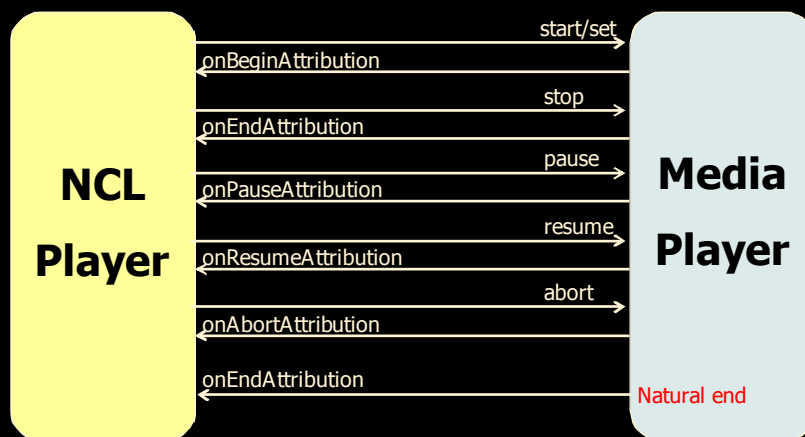 start/set
onBeginAttribution
stop
onEndAttribution
pause
onPauseAttribution
NCL
Player
Media
Player
resume
onResumeAttribution
abort
onAbortAttribution
onEndAttribution
Natural end